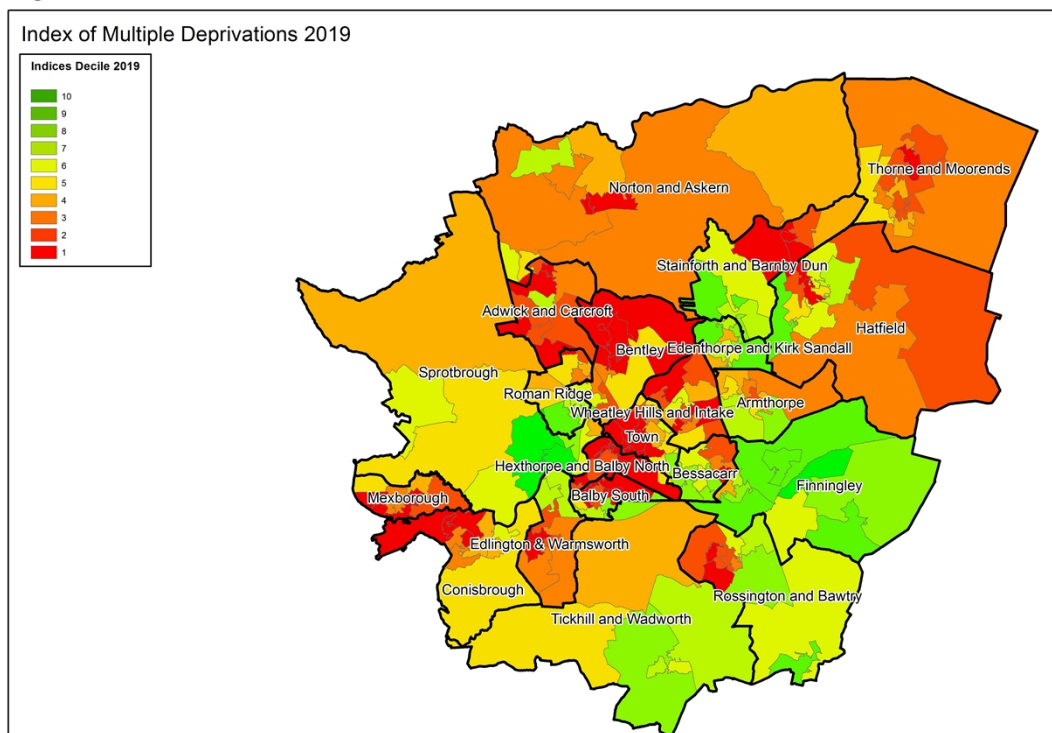 Index of Multiple Deprivations 2019
Indices Decile 2019
10
9
8
7
6
5
4
3
2
1
Norton and Askern
Thorne and Moorends
Stainforth and Barnby Dun
Adwick and Carcroft
Hatfield
Bentley
Edenthorpe and Kirk Sandall
Sprotbrough
Roman Ridge
Armthorpe
Wheatley Hills and Intake
Town
Hexthorpe and Balby North
Bessacarr
Finningley
Mexborough
Balby South
Edlington & Warmsworth
Conisbrough
Rossington and Bawtry
Tickhill and Wadworth